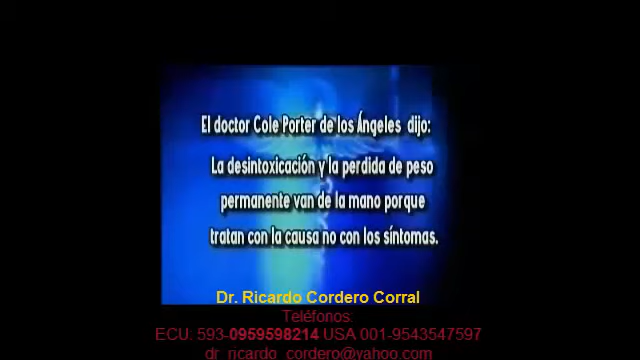 El doctor Cole Porter de los Ángeles dijo:
La desintoxicación y la perdida de peso
permanente van de la mano porque
tratan con la causa no con los síntomas.
Dr. Ricardo Cordero Corral
Teléfonos:
ECU: 593-0959598214 USA 001-9543547597
dr_ricardo_cordero@yahoo.com